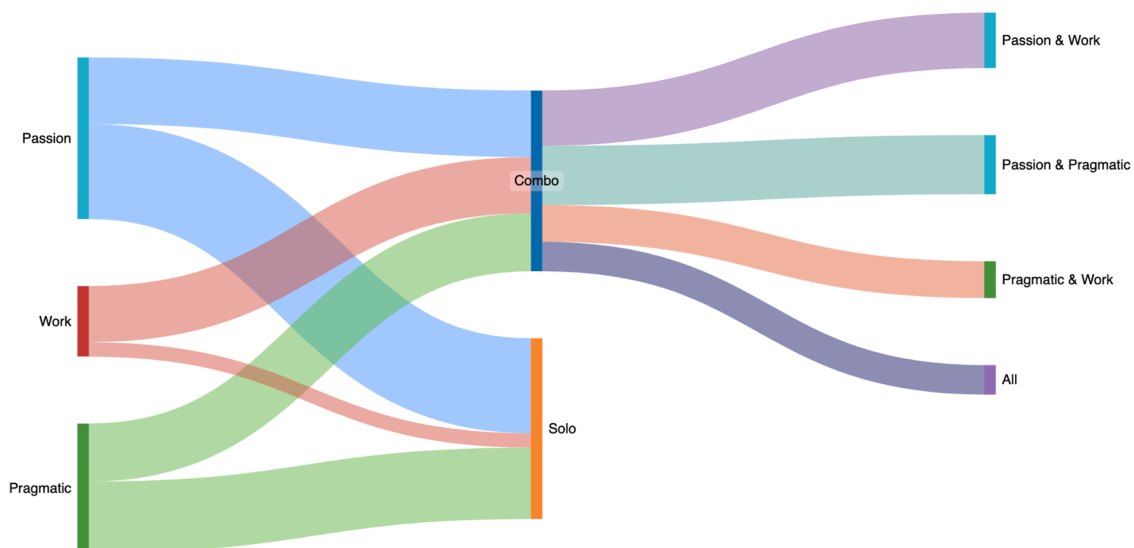 Passion
Work
Pragmatic
Combo
Solo
Passion & Work
Passion & Pragmatic
Pragmatic & Work
All